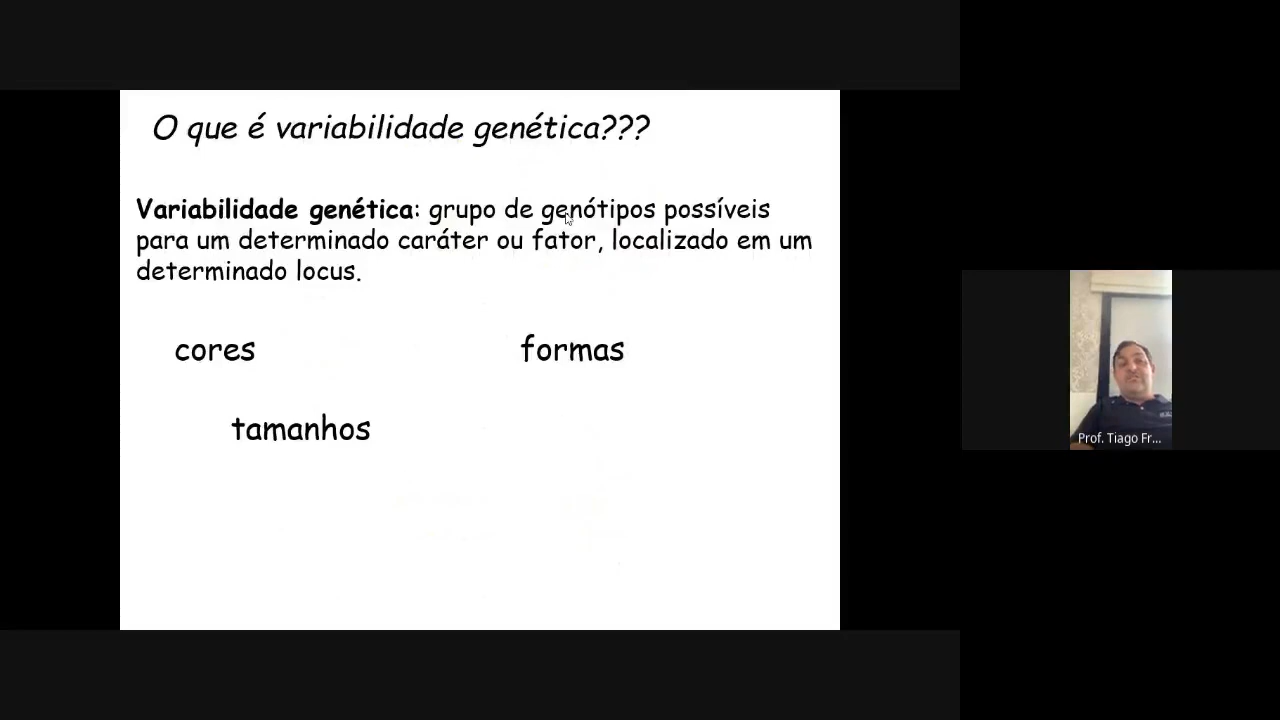 O que é variabilidade genética???
Variabilidade genética: grupo de genótipos possíveis
para um determinado caráter ou fator, localizado em um
determinado locus.
cores formas
tamanhos
Prof. Tiago Fr...